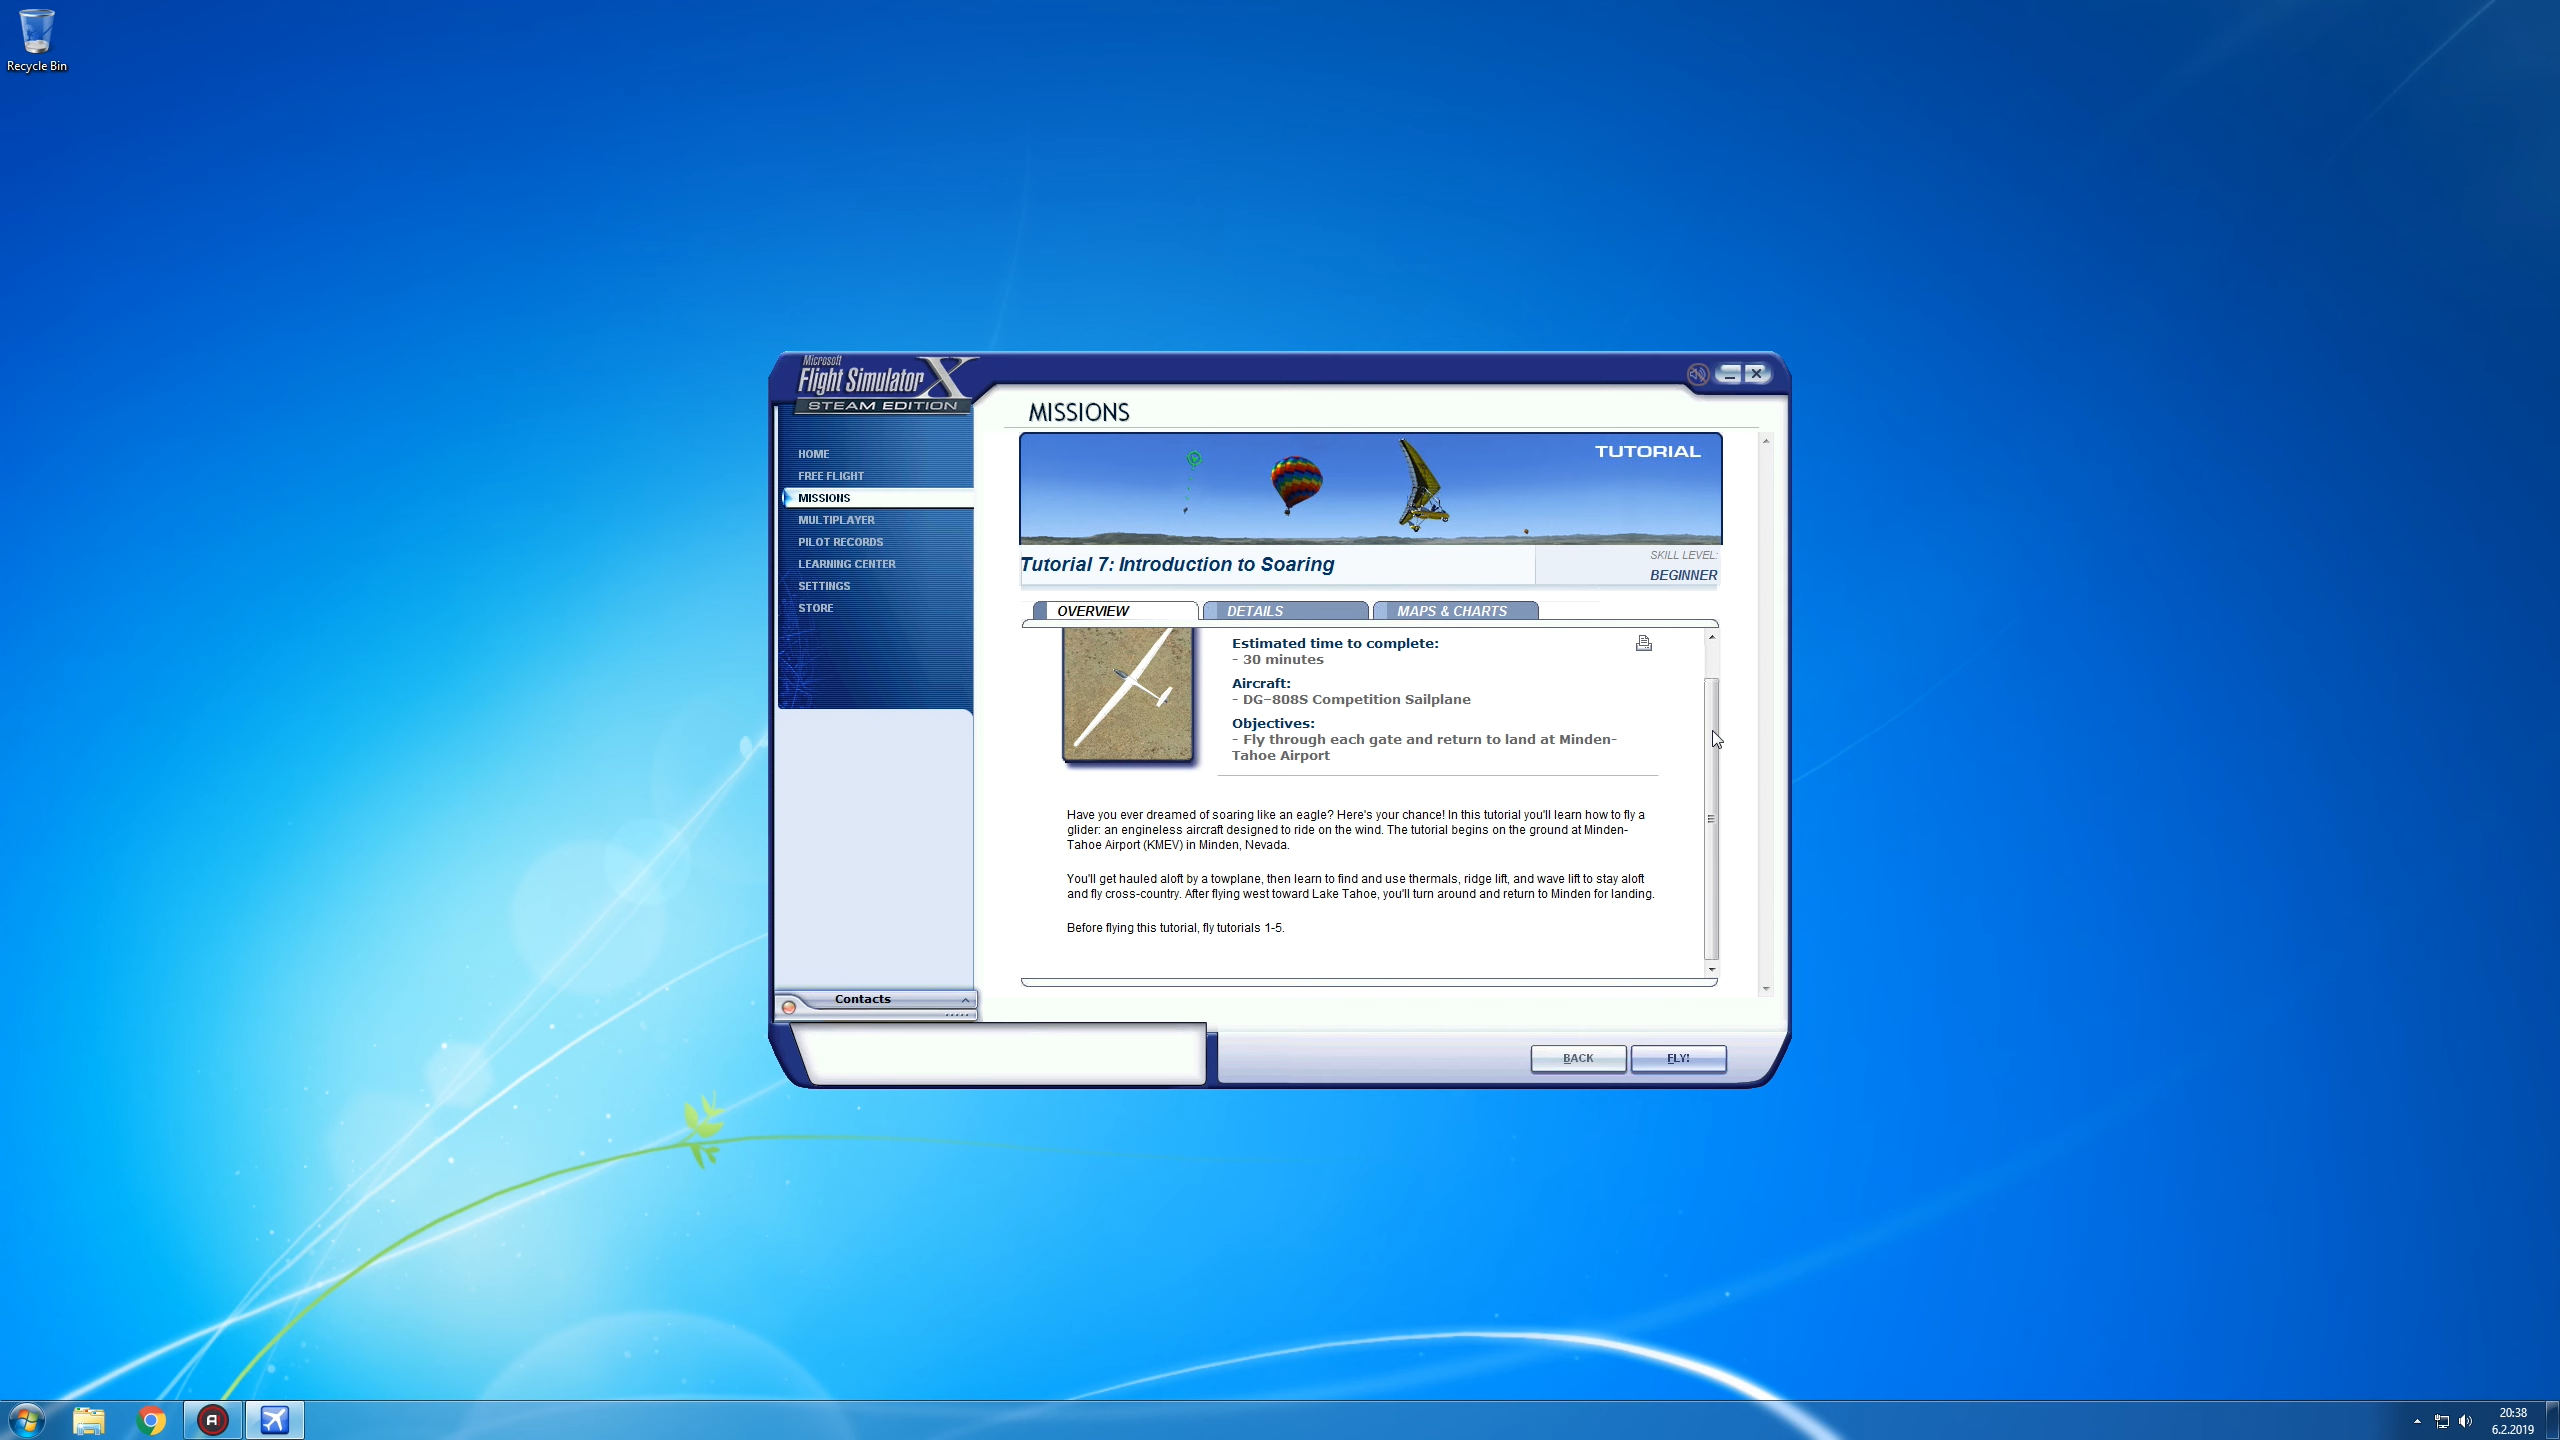 Recycle Bin
Microsoft
Flight Simulator X
STEAM EDITION
MISSIONS
HOME
FREE FLIGHT
MISSIONS
MULTIPLAYER
PILOT RECORDS
LEARNING CENTER
SETTINGS
STORE
TUTORIAL
Tutorial 7: Introduction to Soaring
SKILL LEVEL:
BEGINNER
OVERVIEW
DETAILS
MAPS & CHARTS
Estimated time to complete:
- 30 minutes
Aircraft:
- DG-808S Competition Sailplane
Objectives:
- Fly through each gate and return to land at Minden-
Tahoe Airport
Have you ever dreamed of soaring like an eagle? Here's your chance! In this tutorial you'll learn how to fly a
glider: an engineless aircraft designed to ride on the wind. The tutorial begins on the ground at Minden-
Tahoe Airport (KMEV) in Minden, Nevada.
You'll get hauled aloft by a towplane, then learn to find and use thermals, ridge lift, and wave lift to stay aloft
and fly cross-country. After flying west toward Lake Tahoe, you'll turn around and return to Minden for landing.
Before flying this tutorial, fly tutorials 1-5.
Contacts
BACK
FLY!
A
20:38
6.2.2019